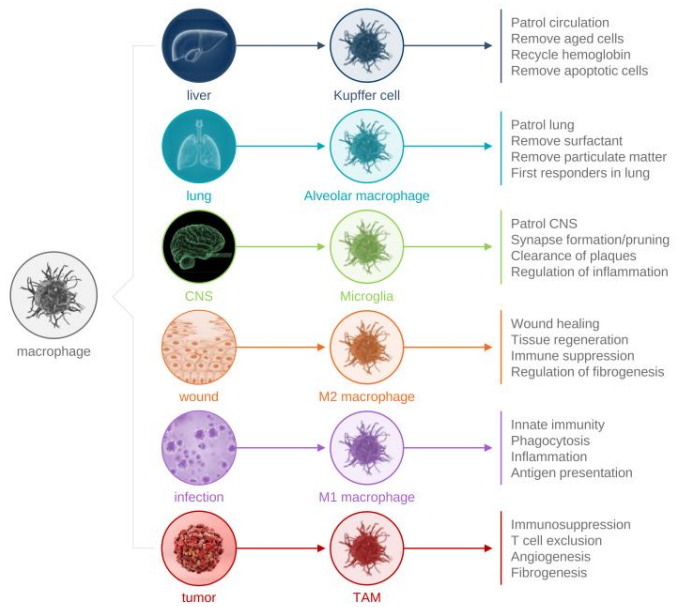 macrophage
liver
Kupffer cell
Patrol circulation
Remove aged cells
Recycle hemoglobin
Remove apoptotic cells
lung
Alveolar macrophage
Patrol lung
Remove surfactant
Remove particulate matter
First responders in lung
CNS
Microglia
Patrol CNS
Synapse formation/pruning
Clearance of plaques
Regulation of inflammation
wound
M2 macrophage
Wound healing
Tissue regeneration
Immune suppression
Regulation of fibrogenesis
infection
M1 macrophage
Innate immunity
Phagocytosis
Inflammation
Antigen presentation
tumor
TAM
Immunosuppression
T cell exclusion
Angiogenesis
Fibrogenesis